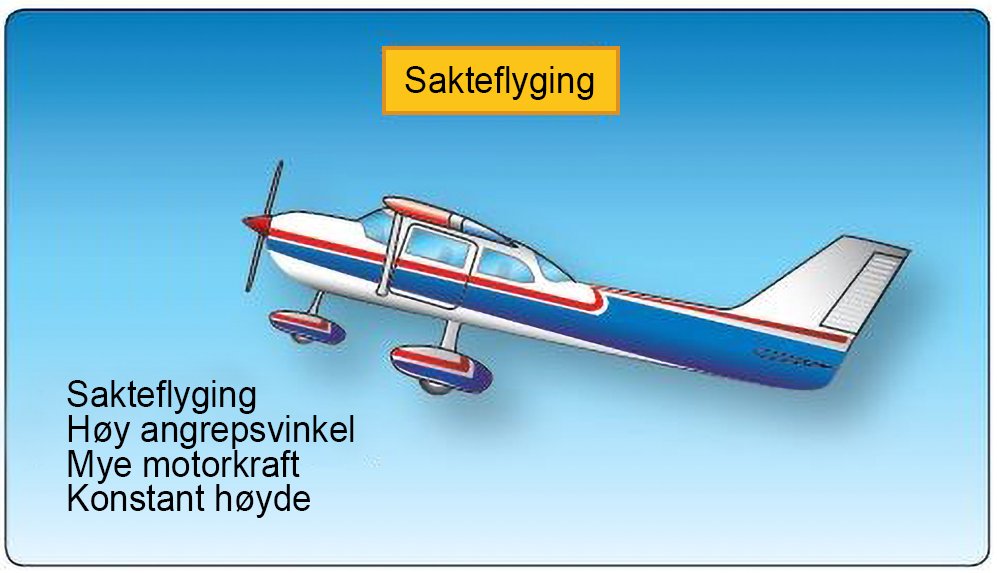 Sakteflyging
Sakteflyging
Høy angrepsvinkel
Mye motorkraft
Konstant høyde